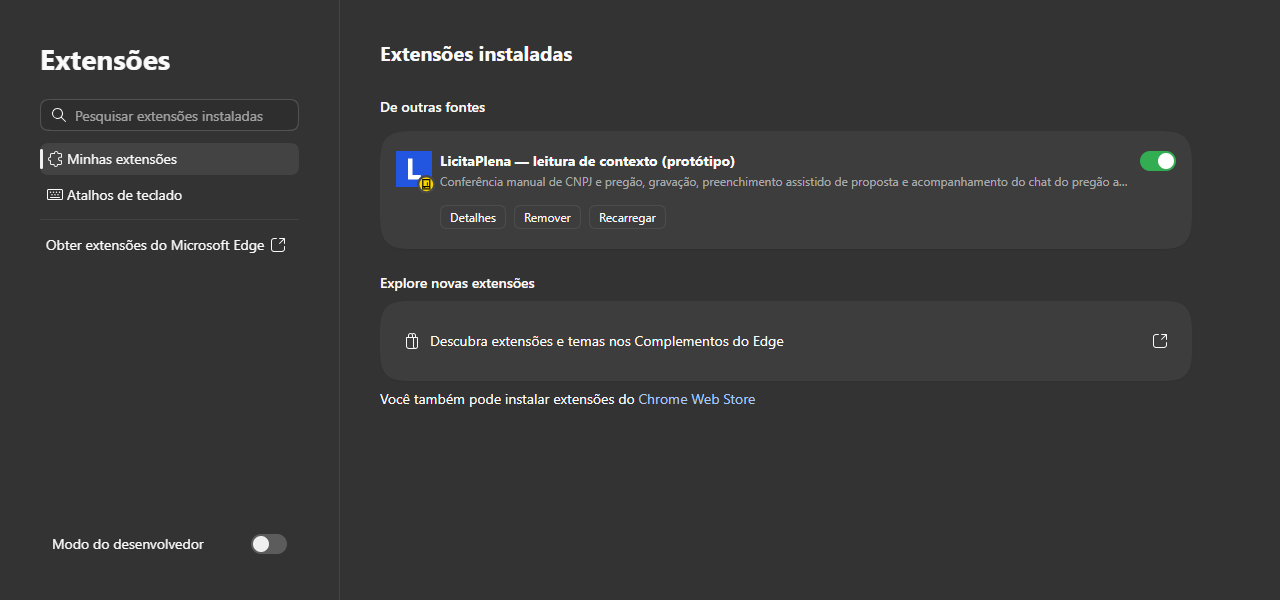 Extensões
Pesquisar extensões instaladas
Minhas extensões
Atalhos de teclado
Obter extensões do Microsoft Edge
Modo do desenvolvedor
Extensões instaladas
De outras fontes
L
LicitaPlena — leitura de contexto (protótipo)
Conferência manual de CNPJ e pregão, gravação, preenchimento assistido de proposta e acompanhamento do chat do pregão a...
Detalhes Remover Recarregar
Explore novas extensões
Descubra extensões e temas nos Complementos do Edge
Você também pode instalar extensões do Chrome Web Store